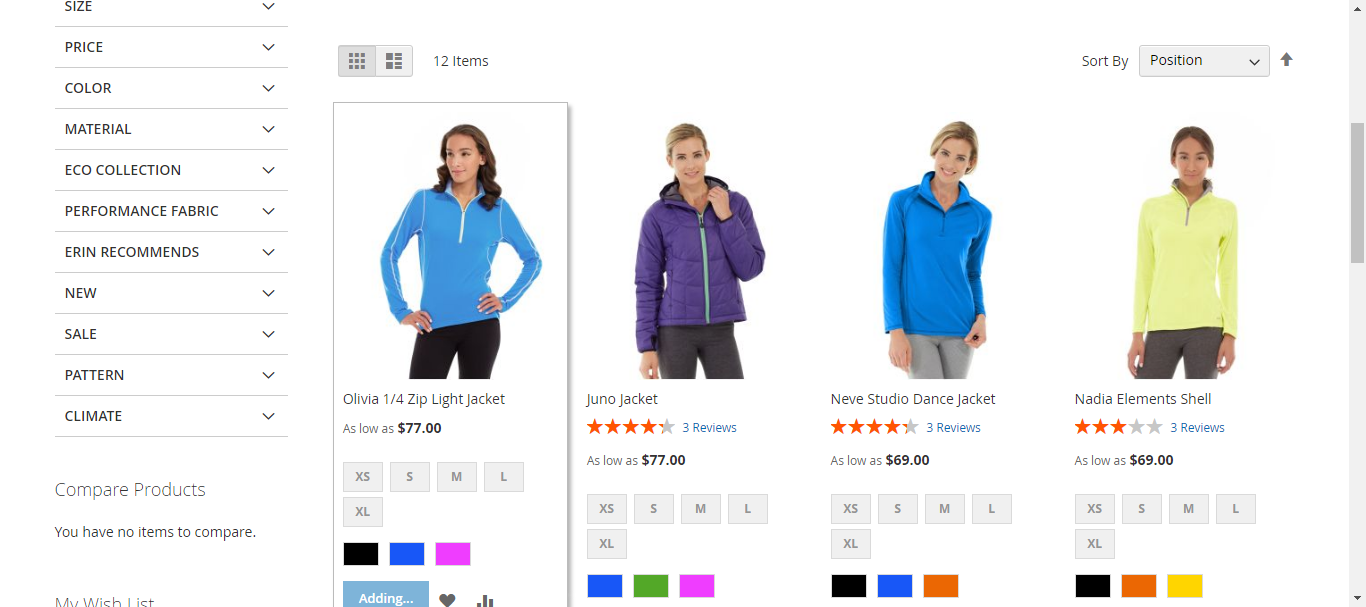 SIZE
PRICE
COLOR
MATERIAL
ECO COLLECTION
PERFORMANCE FABRIC
ERIN RECOMMENDS
NEW
SALE
PATTERN
CLIMATE
Compare Products
You have no items to compare.
My Wish List
12 Items
Sort By
Position
Olivia 1/4 Zip Light Jacket
As low as $77.00
XS S M L
XL
Adding...
Juno Jacket
3 Reviews
As low as $77.00
XS S M L
XL
Neve Studio Dance Jacket
3 Reviews
As low as $69.00
XS S M L
XL
Nadia Elements Shell
3 Reviews
As low as $69.00
XS S M L
XL